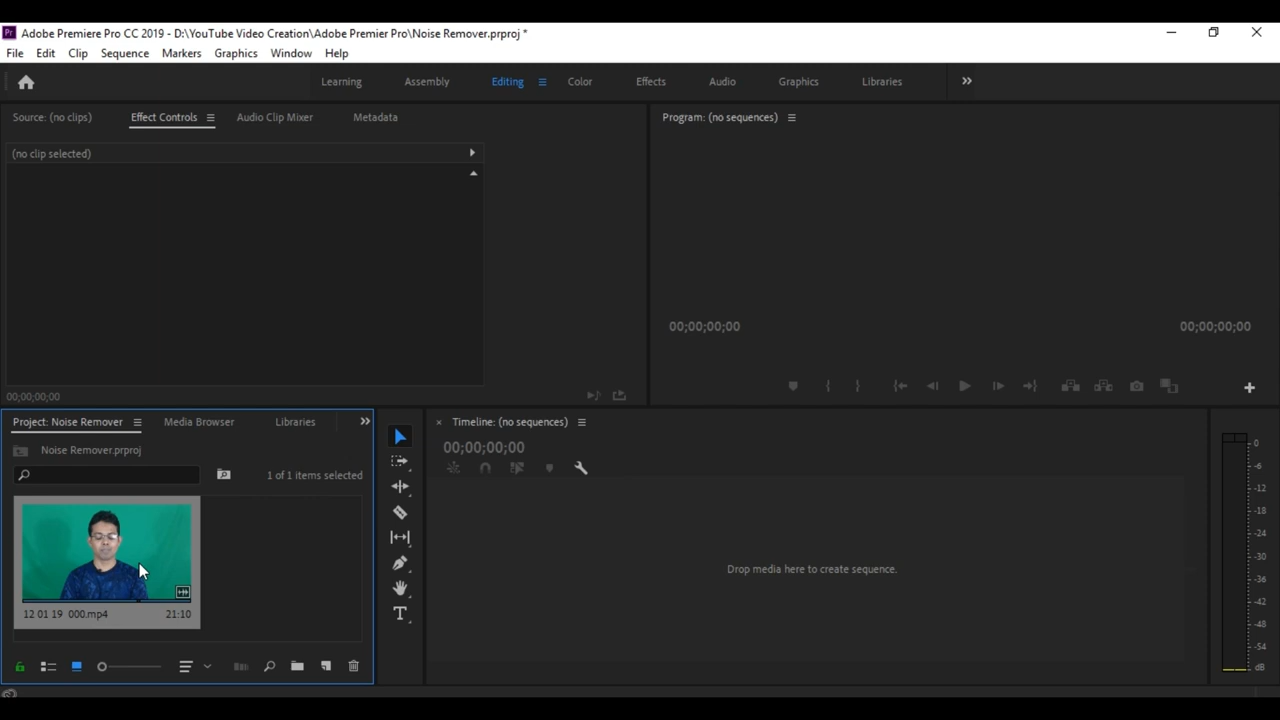 Pr Adobe Premiere Pro CC 2019 - D:\YouTube Video Creation\Adobe Premier Pro\Noise Remover.prproj *
File Edit Clip Sequence Markers Graphics Window Help
Learning Assembly Editing Color Effects Audio Graphics Libraries
Source: (no clips) Effect Controls Audio Clip Mixer Metadata
Program: (no sequences)
(no clip selected)
00;00;00;00 00;00;00;00
00;00;00;00
Project: Noise Remover Media Browser Libraries
Timeline: (no sequences)
00;00;00;00
Noise Remover.prproj
1 of 1 items selected
Drop media here to create sequence.
12 01 19 000.mp4 21:10
0
-6
-12
-18
-24
-30
-36
-42
-48
-54
dB